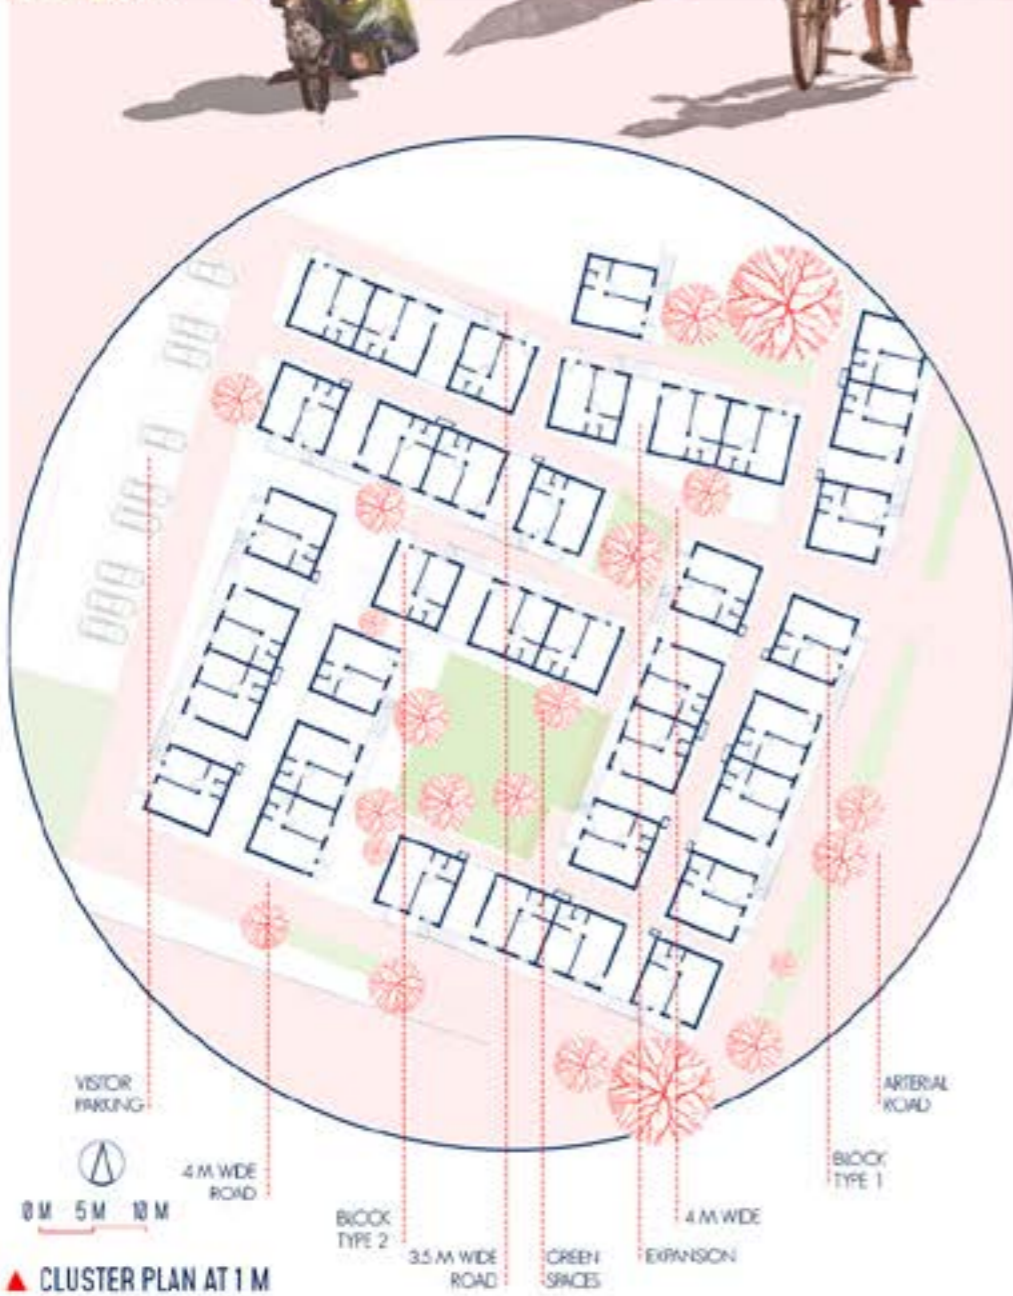 VISITOR
PARKING
ARTERIAL
ROAD
4 M WIDE
ROAD
BLOCK
TYPE 1
0 M 5 M 10 M
BLOCK
TYPE 2
4 M WIDE
3.5 M WIDE
ROAD
GREEN
SPACES
EXPANSION
▲ CLUSTER PLAN AT 1 M